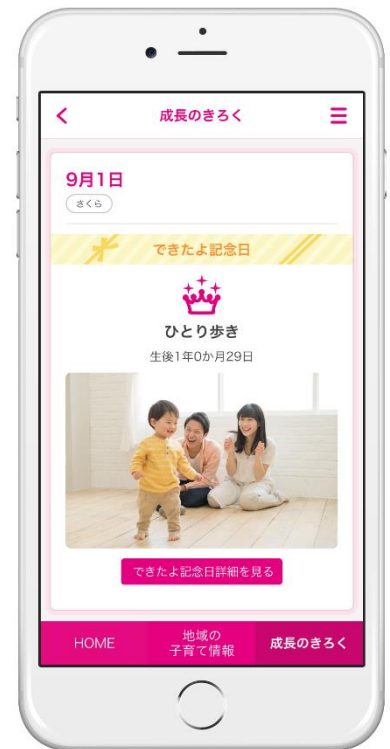 成長のきろく
9月1日
さくら
できたよ記念日
ひとり歩き
生後1年0か月29日
できたよ記念日詳細を見る
HOME
地域の
子育て情報
成長のきろく